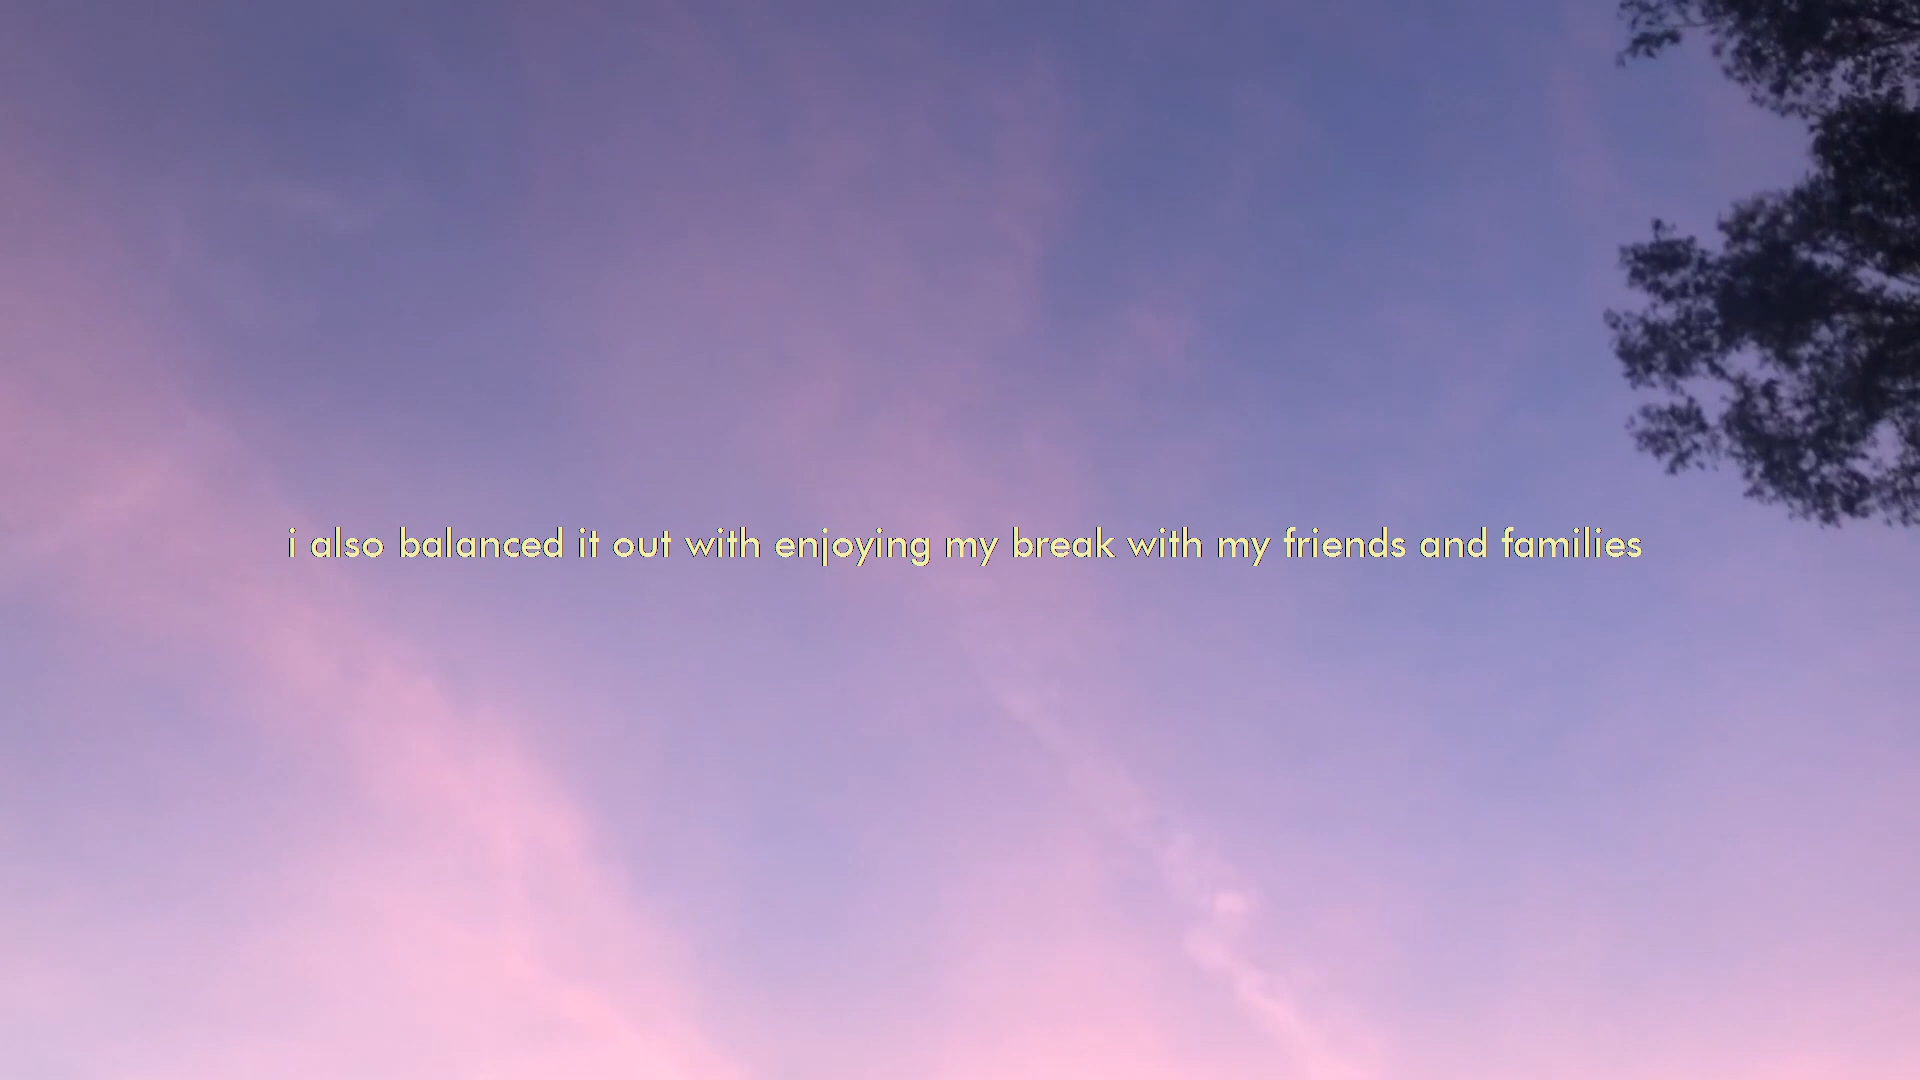 i also balanced it out with enjoying my break with my friends and families